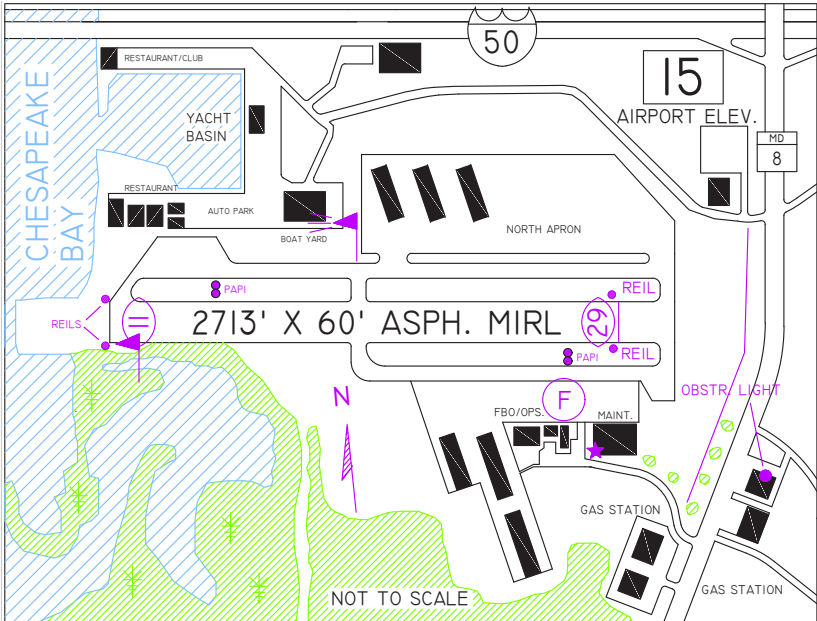 50
15
AIRPORT ELEV.
MD
8
RESTAURANT/CLUB
CHESAPEAKE
BAY
YACHT
BASIN
RESTAURANT
AUTO PARK
BOAT YARD
NORTH APRON
PAPI
REIL
REILS
11
2713' X 60' ASPH. MIRL
29
PAPI
REIL
N
F
OBSTR. LIGHT
FBO/OPS.
MAINT.
GAS STATION
GAS STATION
NOT TO SCALE